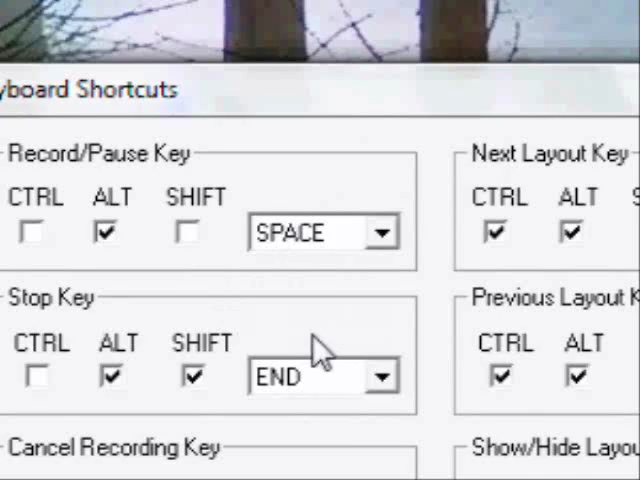 yboard Shortcuts
Record/Pause Key
Next Layout Key
CTRL ALT SHIFT
CTRL ALT S
SPACE
Stop Key
Previous Layout K
CTRL ALT SHIFT
CTRL ALT
END
Cancel Recording Key
Show/Hide Layou